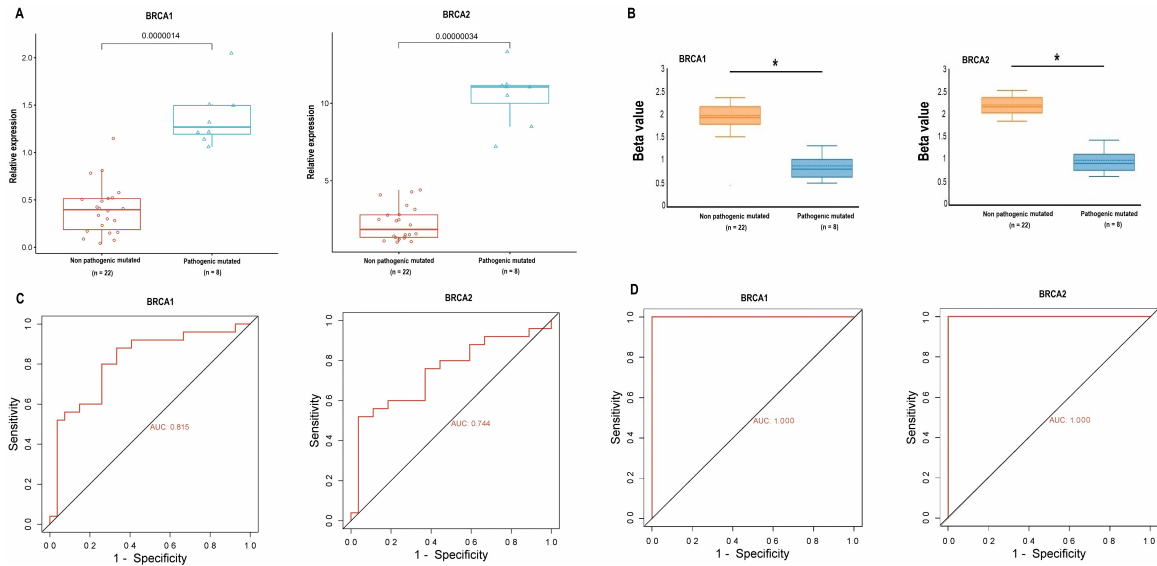 A
BRCA1
0.0000014
Relative expression
2.0
1.5
1.0
0.5
0.0
Non pathogenic mutated
(n = 22)
Pathogenic mutated
(n = 8)
BRCA2
0.00000034
Relative expression
10
5
Non pathogenic mutated
(n = 22)
Pathogenic mutated
(n = 8)
B
BRCA1
*
Beta value
3
2.5
2
1.5
1
0.5
0
Non pathogenic mutated
(n = 22)
Pathogenic mutated
(n = 8)
BRCA2
*
Beta value
3
2.5
2
1.5
1
0.5
0
Non pathogenic mutated
(n = 22)
Pathogenic mutated
(n = 8)
C
BRCA1
Sensitivity
1.0
0.8
0.6
0.4
0.2
0.0
AUC: 0.815
0.0 0.2 0.4 0.6 0.8 1.0
1 - Specificity
BRCA2
Sensitivity
1.0
0.8
0.6
0.4
0.2
0.0
AUC: 0.744
0.0 0.2 0.4 0.6 0.8 1.0
1 - Specificity
D
BRCA1
Sensitivity
1.0
0.8
0.6
0.4
0.2
0.0
AUC: 1.000
0.0 0.2 0.4 0.6 0.8 1.0
1 - Specificity
BRCA2
Sensitivity
1.0
0.8
0.6
0.4
0.2
0.0
AUC: 1.000
0.0 0.2 0.4 0.6 0.8 1.0
1 - Specificity